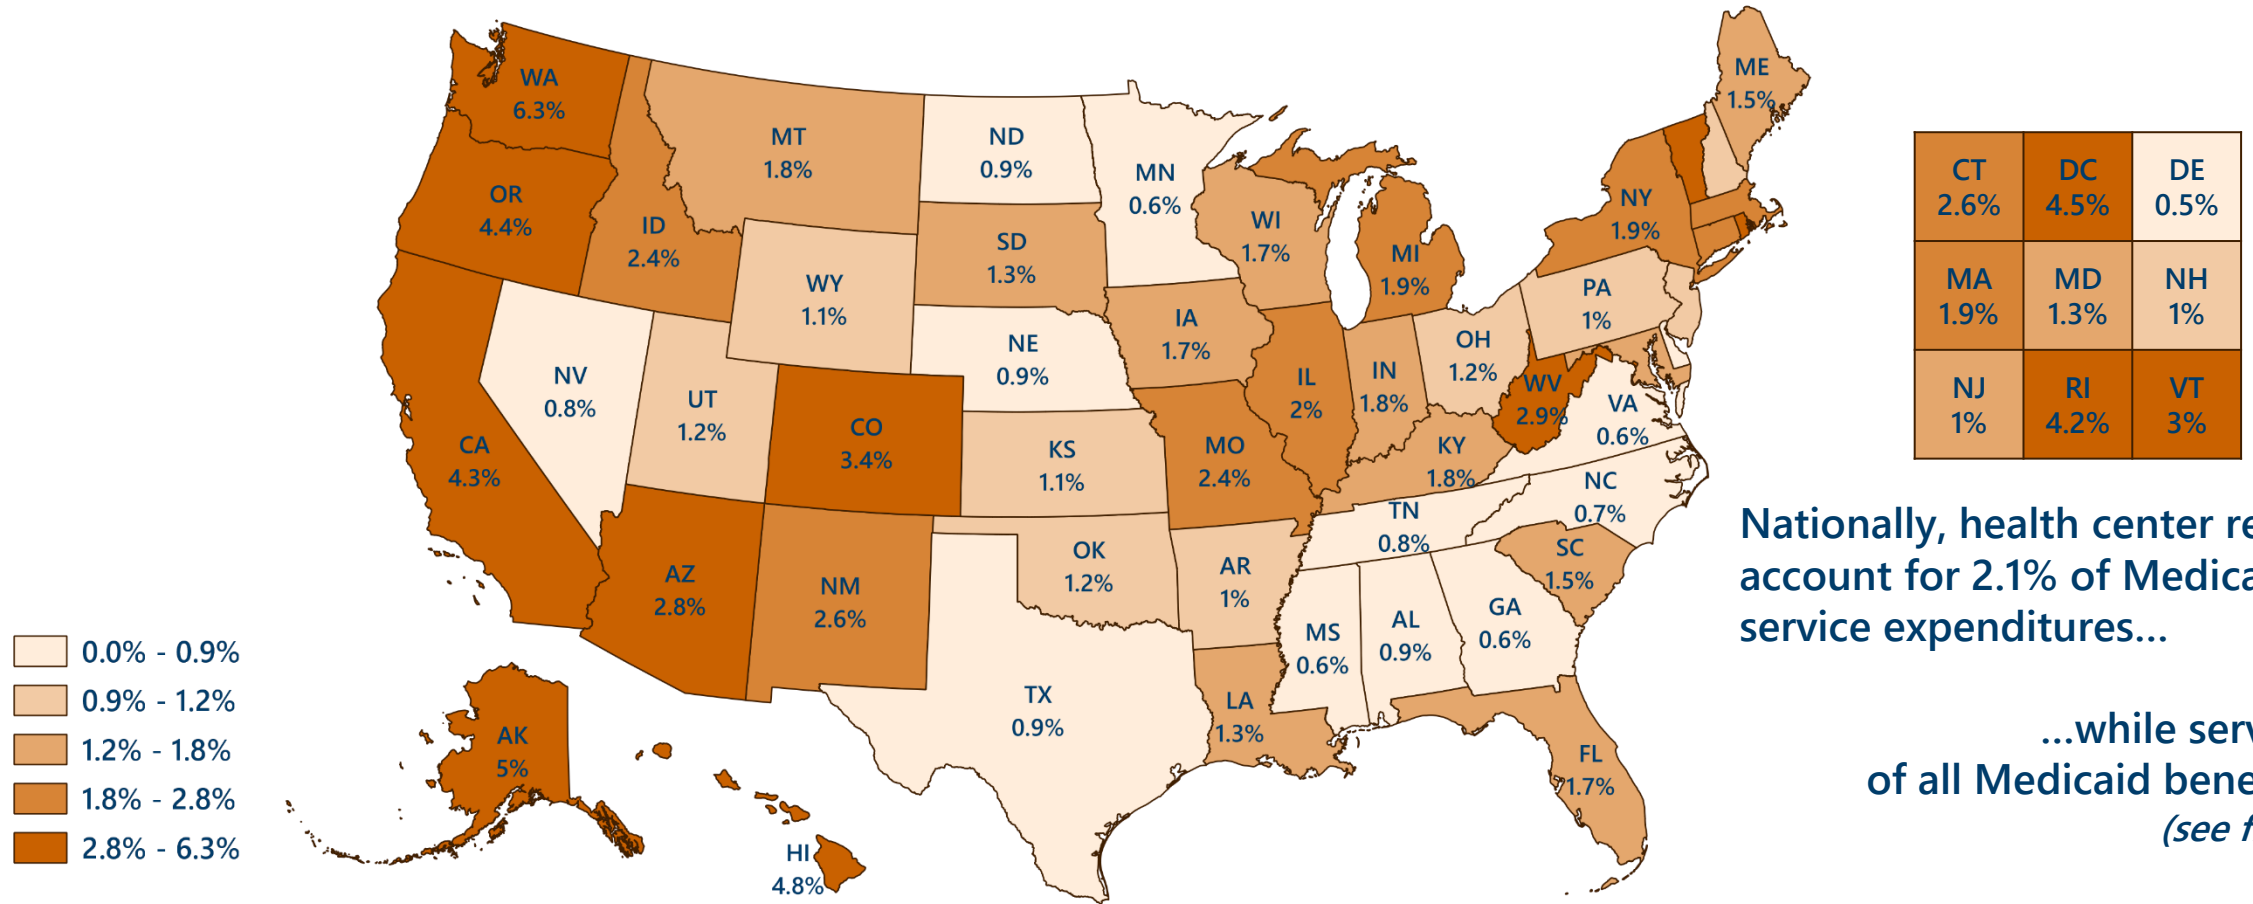 WA
6.3%
OR
4.4%
CA
4.3%
ID
2.4%
NV
0.8%
MT
1.8%
WY
1.1%
UT
1.2%
CO
3.4%
AZ
2.8%
NM
2.6%
ND
0.9%
SD
1.3%
NE
0.9%
KS
1.1%
OK
1.2%
TX
0.9%
MN
0.6%
IA
1.7%
MO
2.4%
AR
1%
LA
1.3%
WI
1.7%
IL
2%
MI
1.9%
IN
1.8%
OH
1.2%
KY
1.8%
TN
0.8%
MS
0.6%
AL
0.9%
GA
0.6%
FL
1.7%
SC
1.5%
NC
0.7%
VA
0.6%
WV
2.9%
PA
1%
NY
1.9%
ME
1.5%
AK
5%
HI
4.8%
CT
2.6%
DC
4.5%
DE
0.5%
MA
1.9%
MD
1.3%
NH
1%
NJ
1%
RI
4.2%
VT
3%
0.0% - 0.9%
0.9% - 1.2%
1.2% - 1.8%
1.8% - 2.8%
2.8% - 6.3%
Nationally, health center
account for 2.1% of
service expenditures...
...while
of all Medicaid
(see